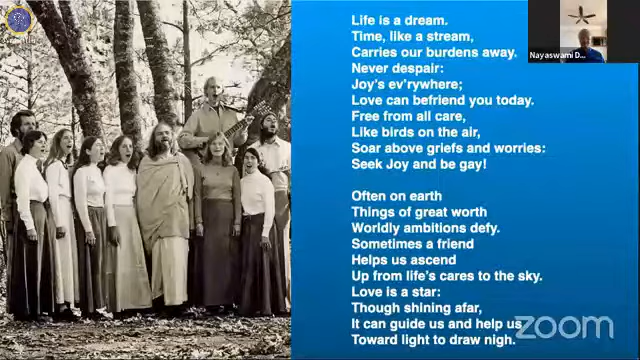 Life is a dream.
Time, like a stream,
Carries our burdens away.
Never despair:
Joy's ev'rywhere;
Love can befriend you today.
Free from all care,
Like birds on the air,
Soar above griefs and worries:
Seek Joy and be gay!
Often on earth
Things of great worth
Worldly ambitions defy.
Sometimes a friend
Helps us ascend
Up from life's cares to the sky.
Love is a star:
Though shining afar,
It can guide us and help us
Toward light to draw nigh.
Nayaswami D...
zoom